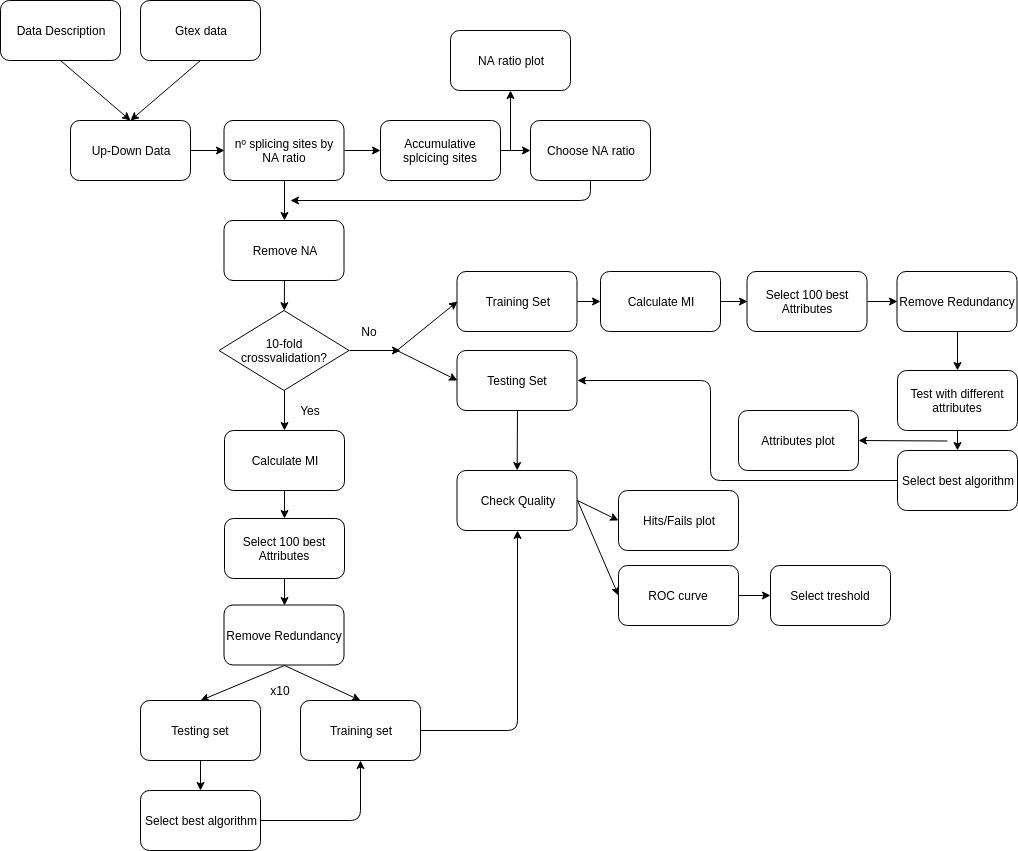 Data Description
Gtex data
NA ratio plot
Up-Down Data
nº splicing sites by
NA ratio
Accumulative
splcicing sites
Choose NA ratio
Remove NA
10-fold
crossvalidation?
No
Yes
Training Set
Calculate MI
Select 100 best
Attributes
Remove Redundancy
Testing Set
Test with different
attributes
Attributes plot
Select best algorithm
Calculate MI
Check Quality
Hits/Fails plot
Select 100 best
Attributes
ROC curve
Select treshold
Remove Redundancy
x10
Testing set
Training set
Select best algorithm